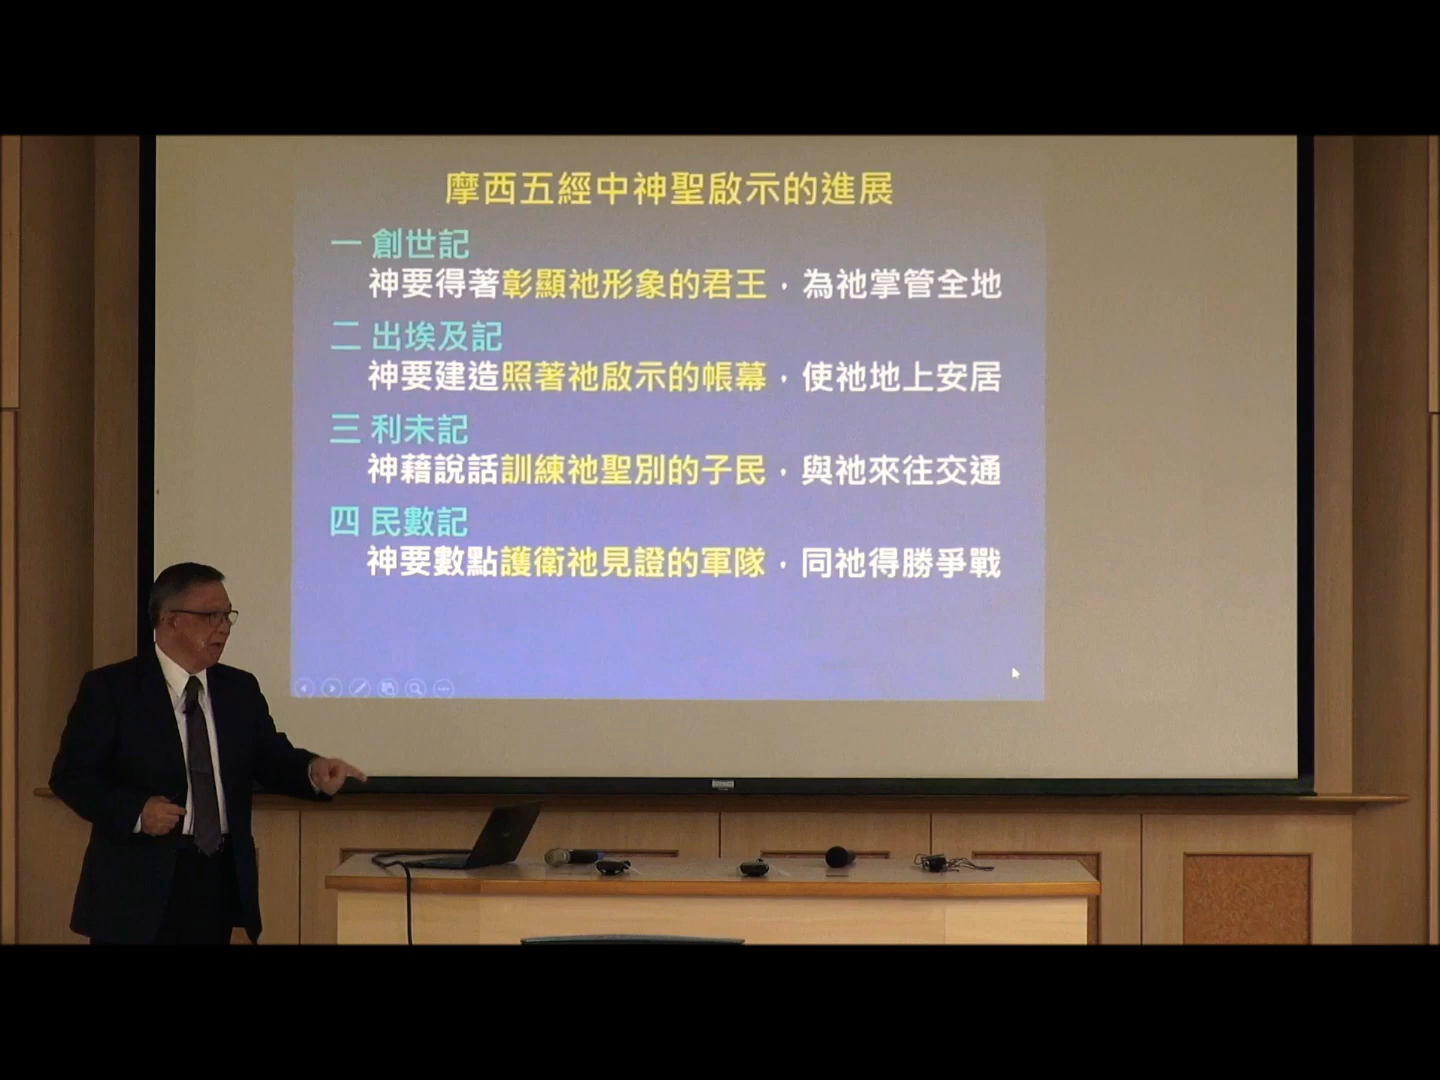 摩西五經中神聖啟示的進展
一 創世記
神要得著彰顯祂形象的君王，為祂掌管全地
二 出埃及記
神要建造照著祂啟示的帳幕，使祂地上安居
三 利未記
神藉說話訓練祂聖別的子民，與祂來往交通
四 民數記
神要數點護衛祂見證的軍隊，同祂得勝爭戰